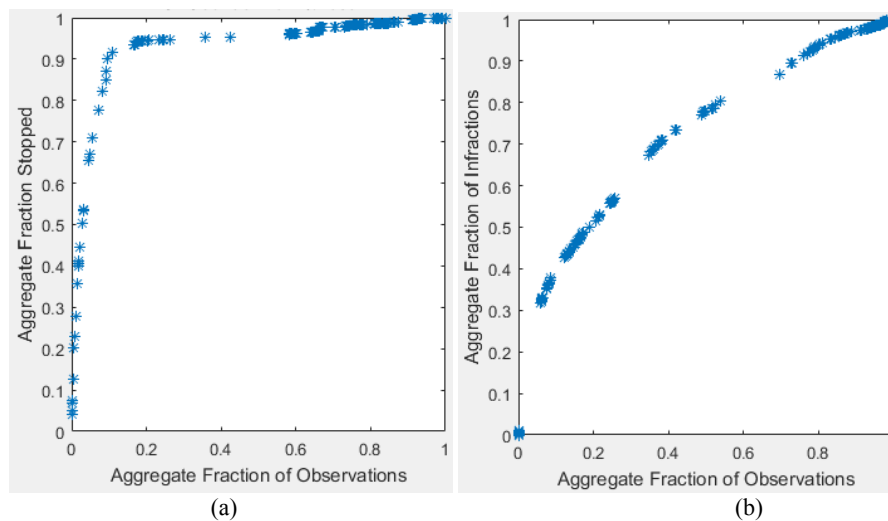 1
0.9
0.8
0.7
0.6
0.5
0.4
0.3
0.2
0.1
0
Aggregate Fraction Stopped
0 0.2 0.4 0.6 0.8 1
Aggregate Fraction of Observations
(a)
1
0.9
0.8
0.7
0.6
0.5
0.4
0.3
0.2
0.1
0
Aggregate Fraction of Infractions
0 0.2 0.4 0.6 0.8
Aggregate Fraction of Observations
(b)